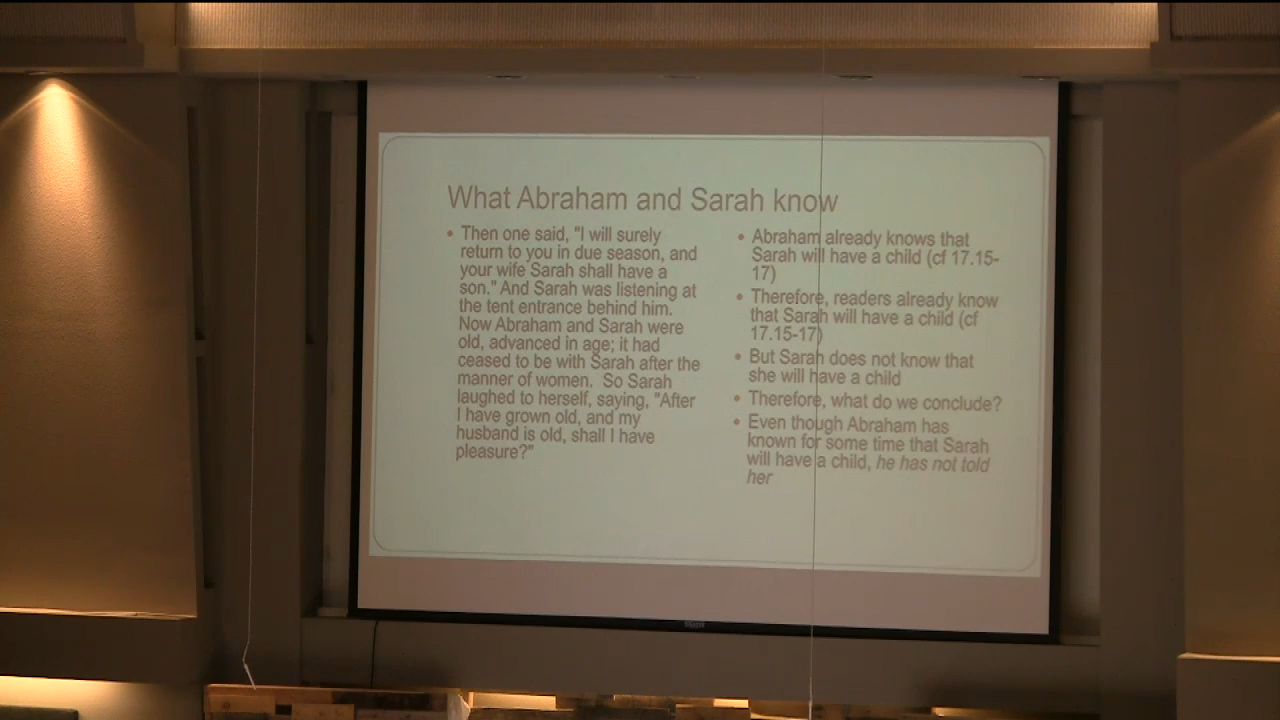 What Abraham and Sarah know
• Then one said, "I will surely
return to you in due season, and
your wife Sarah shall have a
son." And Sarah was listening at
the tent entrance behind him.
Now Abraham and Sarah were
old, advanced in age; it had
ceased to be with Sarah after the
manner of women.  So Sarah
laughed to herself, saying, "After
I have grown old, and my
husband is old, shall I have
pleasure?"
• Abraham already knows that
Sarah will have a child (cf 17.15-
17)
• Therefore, readers already know
that Sarah will have a child (cf
17.15-17)
• But Sarah does not know that
she will have a child
• Therefore, what do we conclude?
• Even though Abraham has
known for some time that Sarah
will have a child, he has not told
her